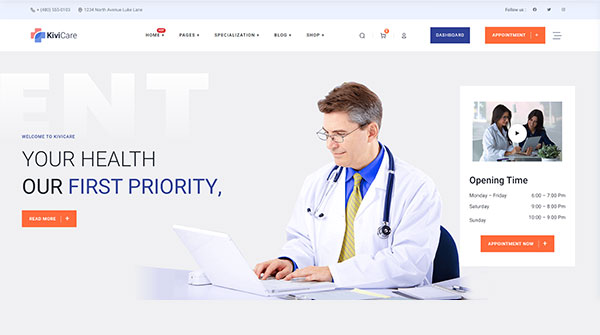 + (480) 555-0103 1234 North Avenue Luke Lane
Follow us :
KiviCare
HOME + PAGES + SPECIALIZATION + BLOG + SHOP +
DASHBOARD
APPOINTMENT +
ENT
WELCOME TO KIVICARE
YOUR HEALTH
OUR FIRST PRIORITY,
READ MORE +
Opening Time
Monday – Friday 6:00 – 7:00 Pm
Saturday 9:00 – 8:00 Pm
Sunday 10:00 – 9:00 Pm
APPOINTMENT NOW +